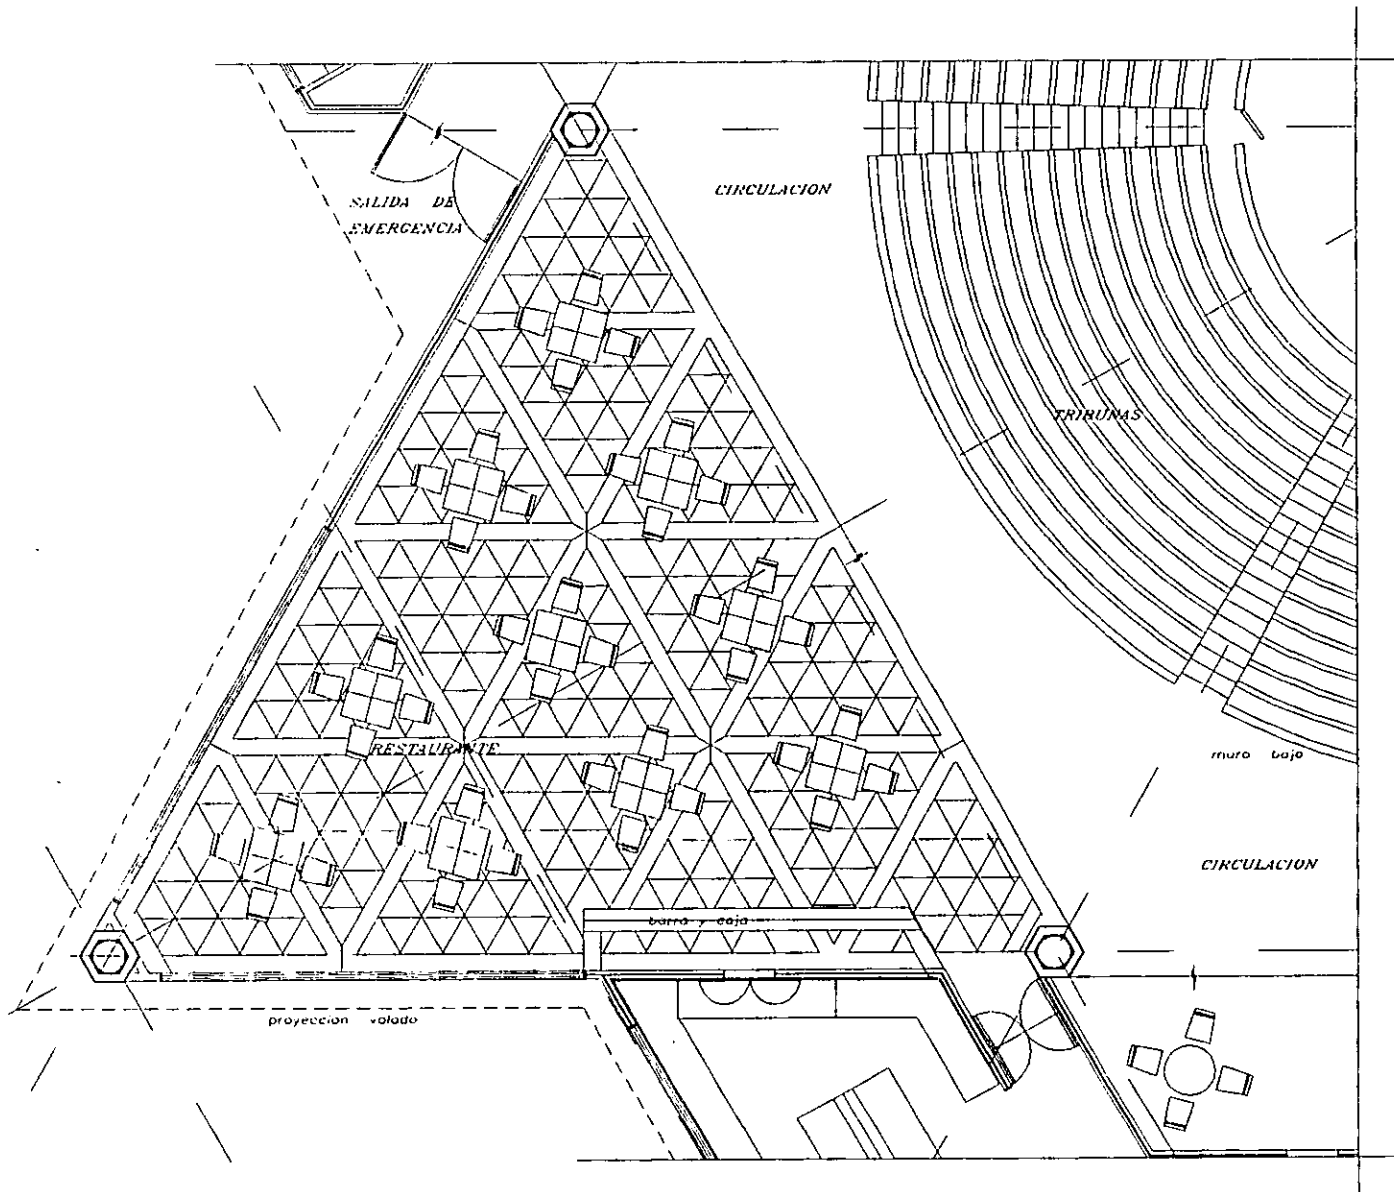 CIRCULACION
SALIDA DE
EMERGENCIA
TRIBUNAS
RESTAURANTE
muro bajo
CIRCULACION
barra y caja
proyeccion volado